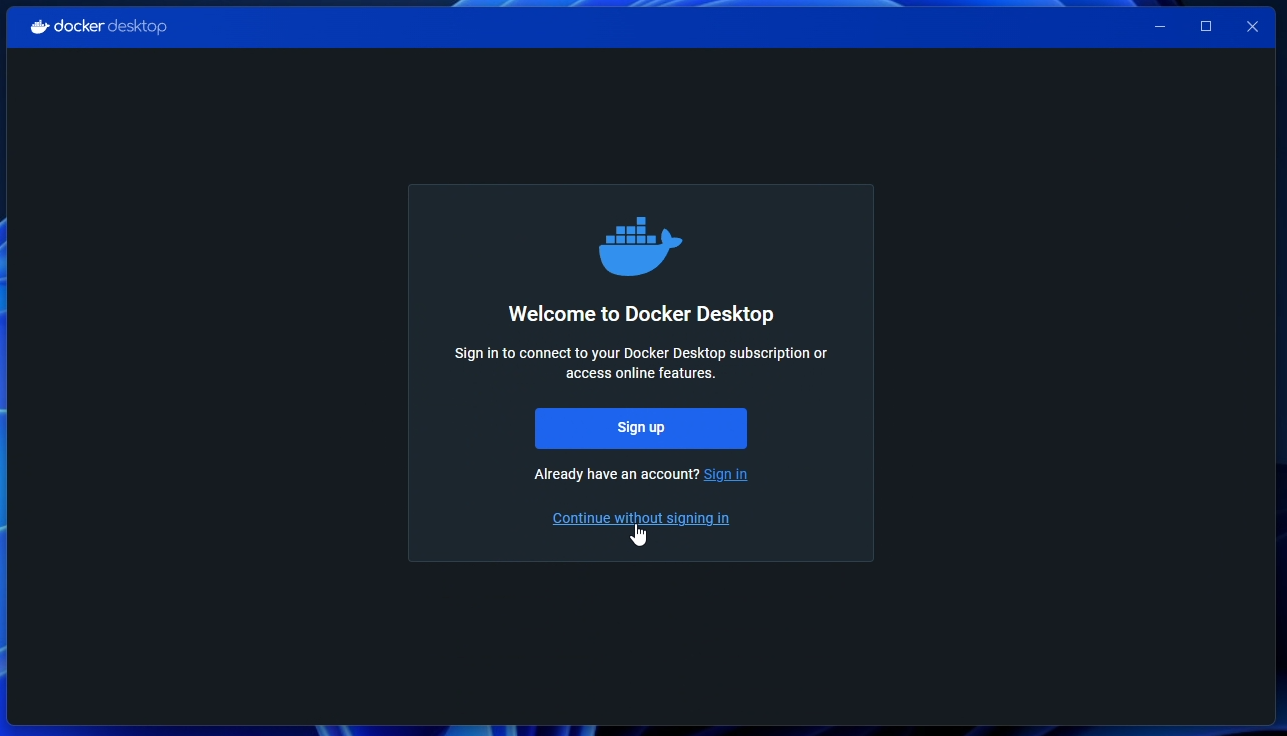 docker desktop
Welcome to Docker Desktop
Sign in to connect to your Docker Desktop subscription or
access online features.
Sign up
Already have an account? Sign in
Continue without signing in